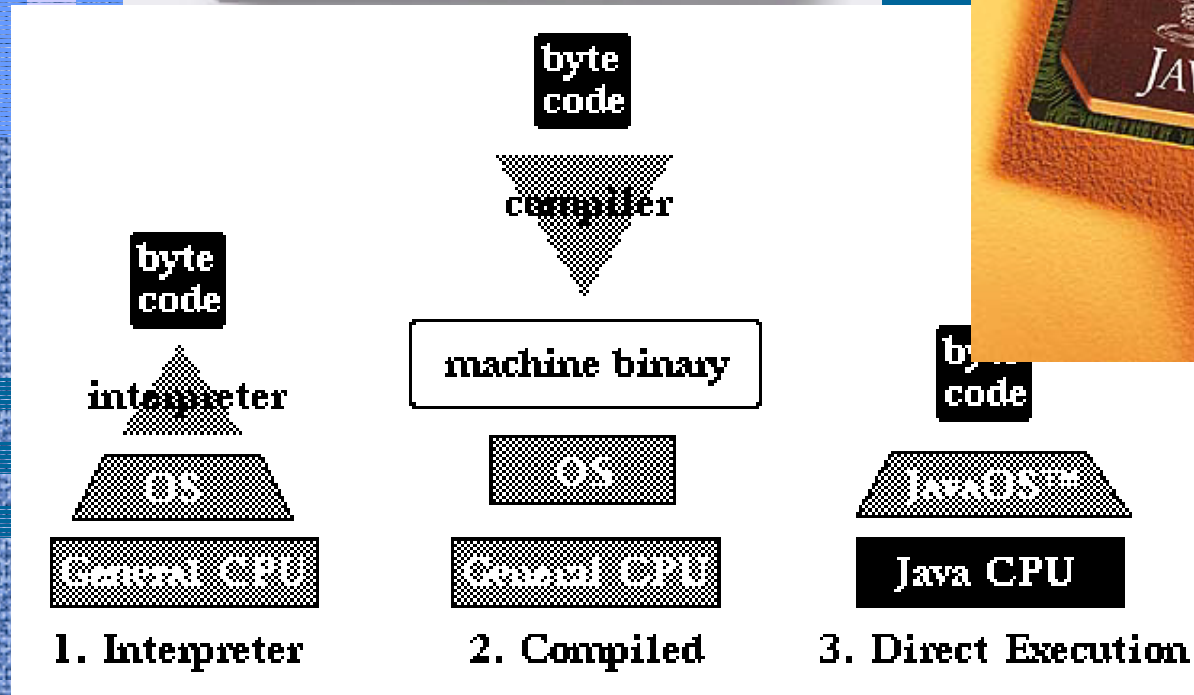 byte
code
compiler
machine binary
OS
General CPU
2. Compiled
byte
code
interpreter
OS
General CPU
1. Interpreter
code
JavaOS™
Java CPU
3. Direct Execution